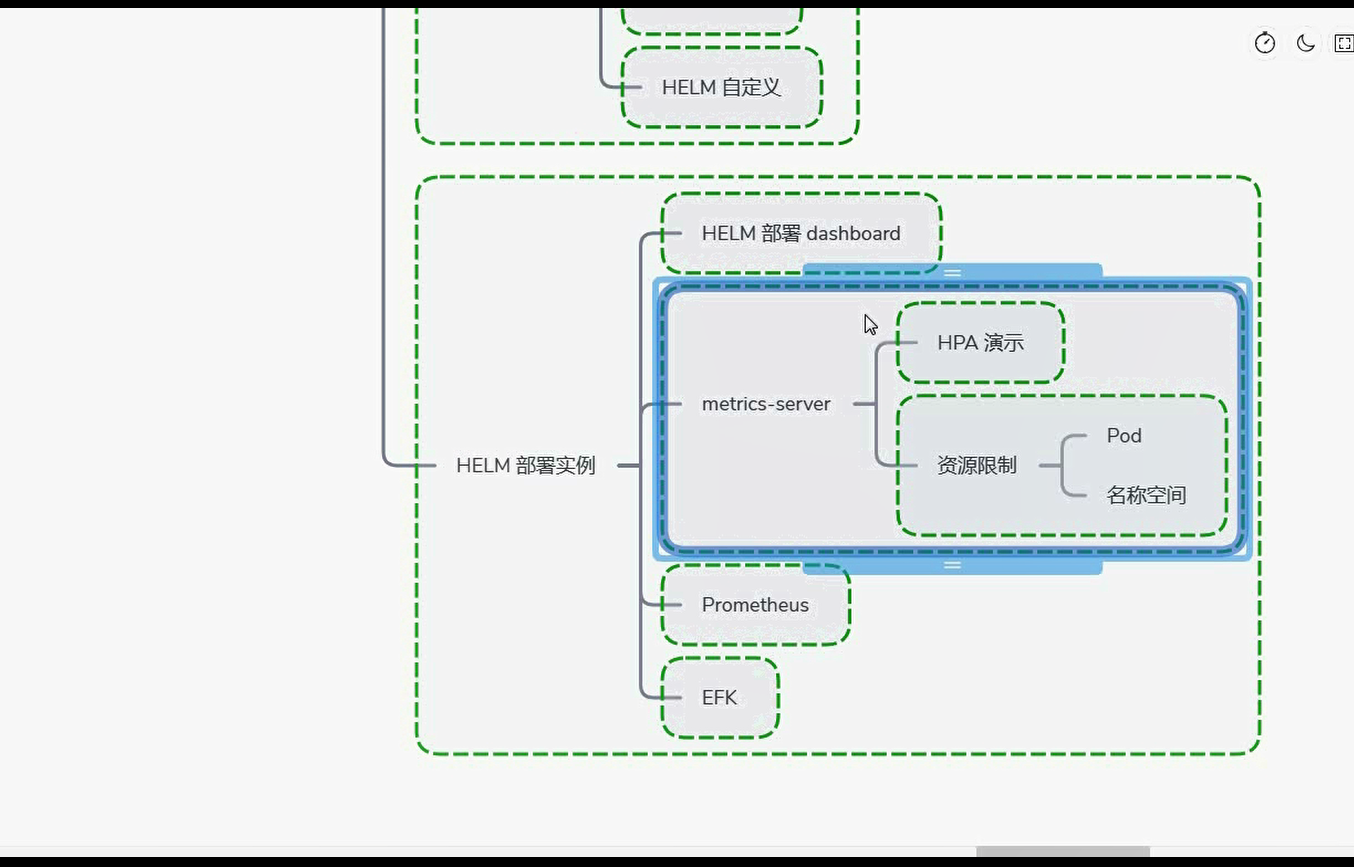 HELM 自定义
HELM 部署 dashboard
HPA 演示
metrics-server
Pod
HELM 部署实例
资源限制
名称空间
Prometheus
EFK